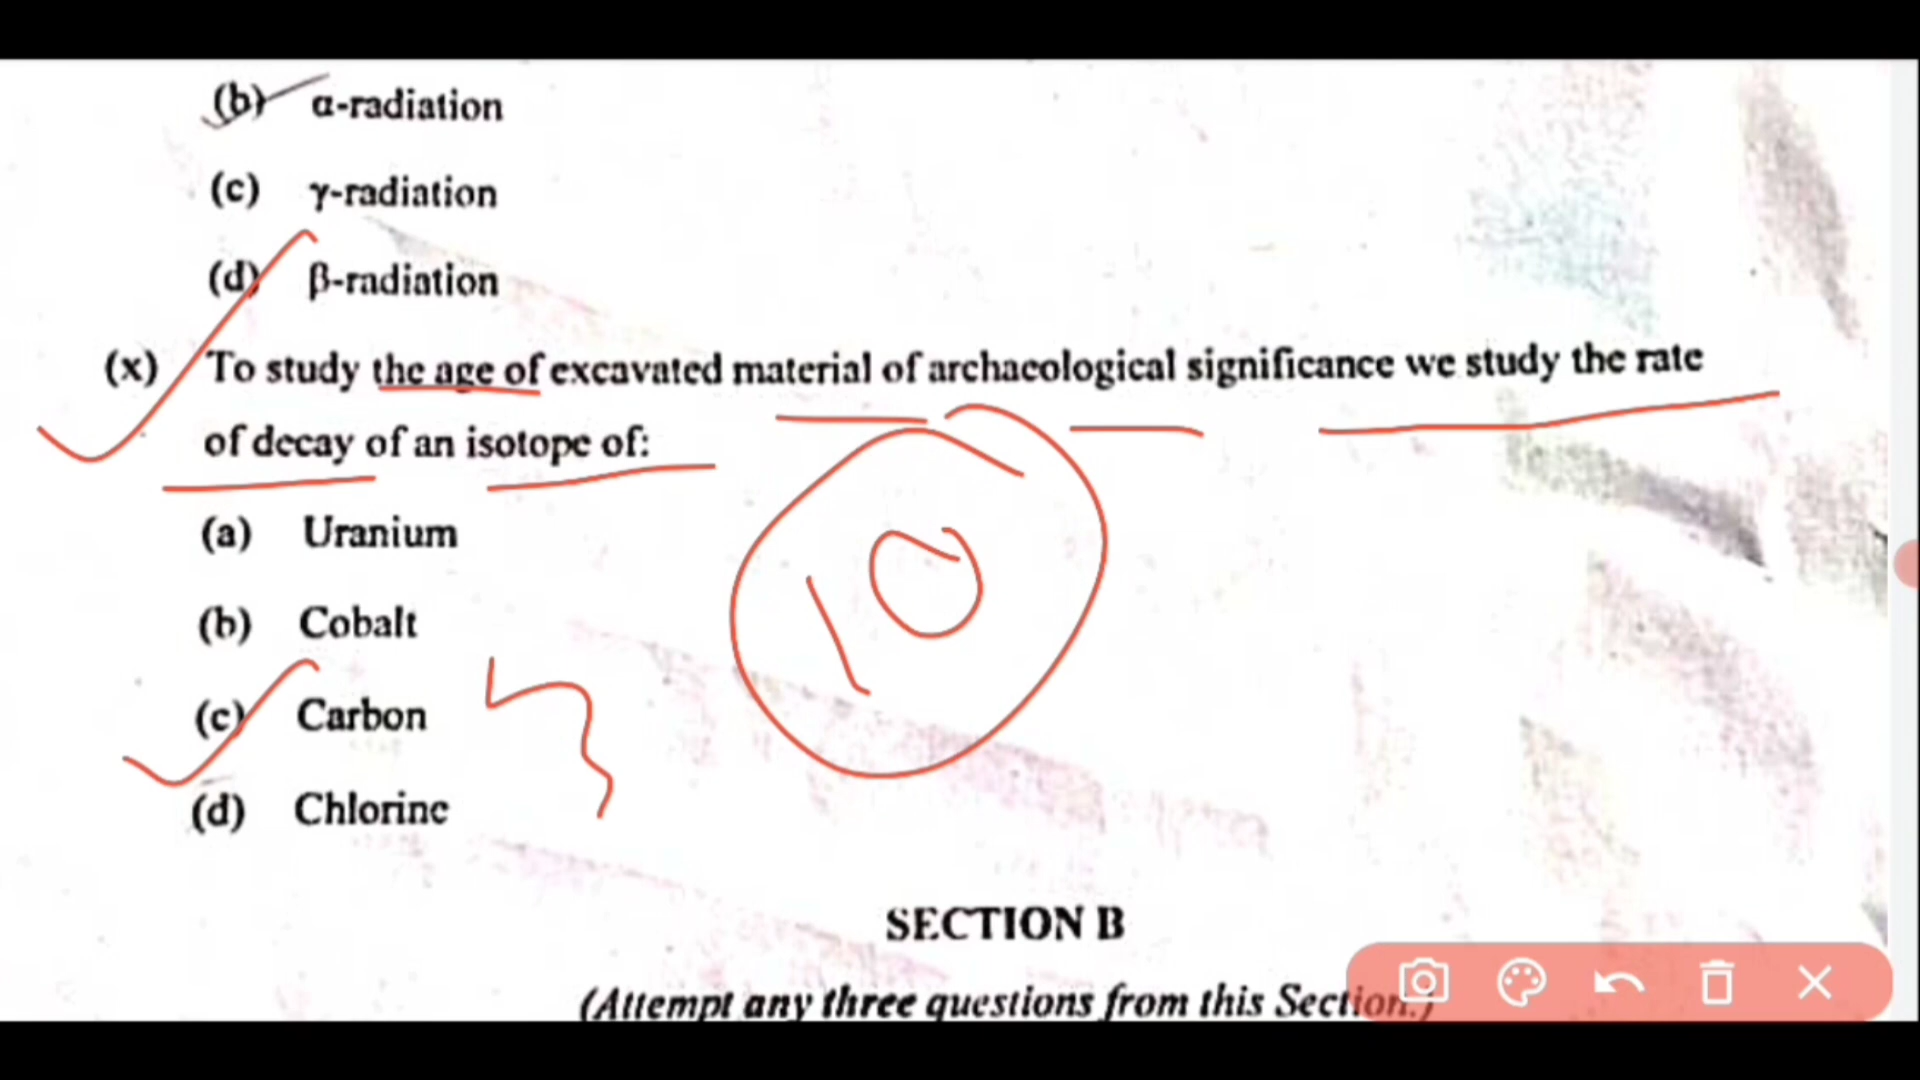 (b) α-radiation
(c) γ-radiation
(d) β-radiation
(x) To study the age of excavated material of archaeological significance we study the rate
of decay of an isotope of:
10
(a) Uranium
(b) Cobalt
(c) Carbon
(d) Chlorine
SECTION B
(Attempt any three questions from this Section.)